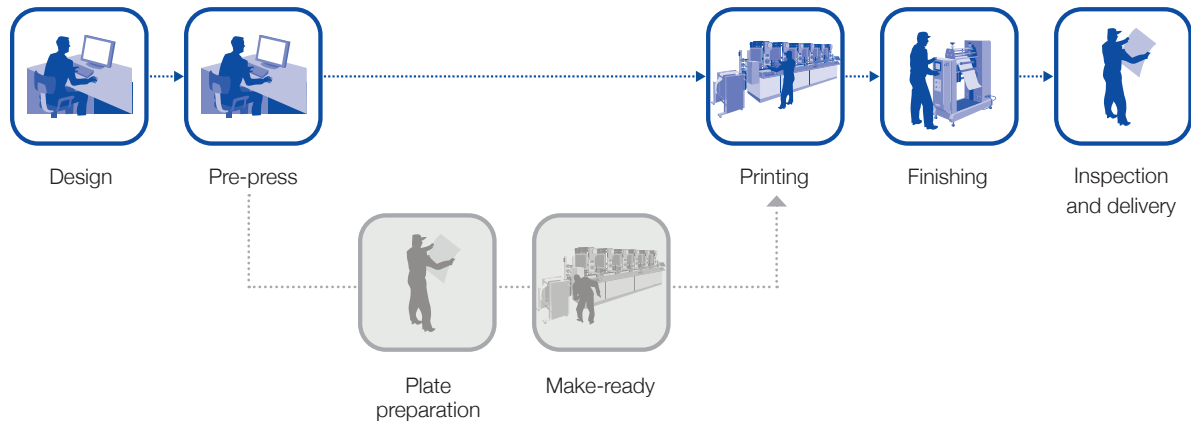 Design
Pre-press
Printing
Finishing
Inspection
and delivery
Plate
preparation
Make-ready